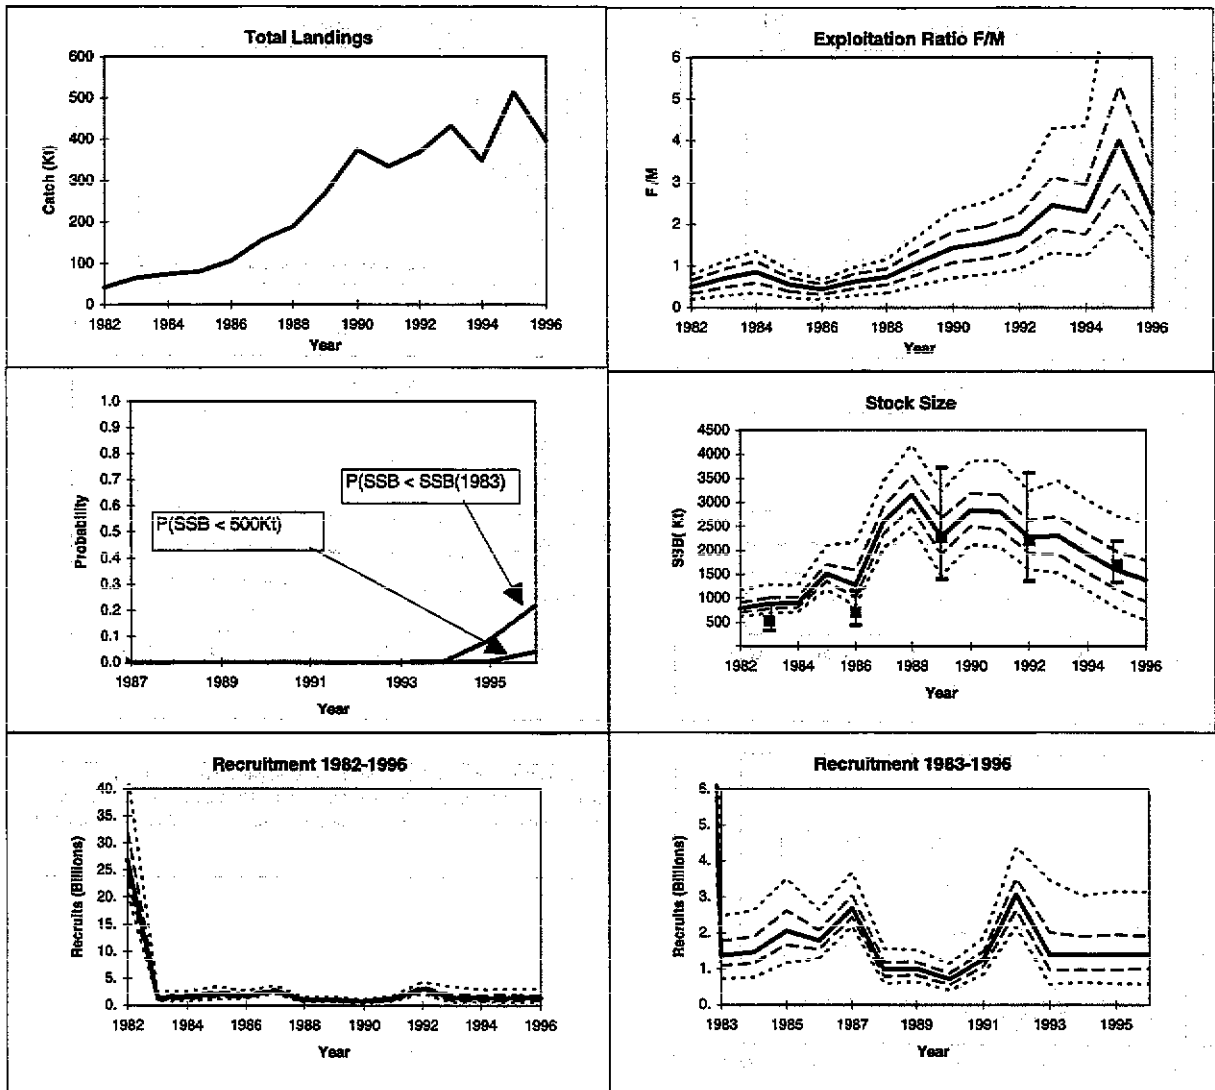 Total Landings
600
500
400
300
200
100
0
Catch (Kt)
1982 1984 1986 1988 1990 1992 1994 1996
Year
Exploitation Ratio F/M
6
5
4
3
2
1
0
F/M
1982 1984 1986 1988 1990 1992 1994 1996
Year
1.0
0.9
0.8
0.7
0.6
0.5
0.4
0.3
0.2
0.1
0.0
Probability
P(SSB < SSB(1983)
P(SSB < 500Kt)
1987 1989 1991 1993 1995
Year
Stock Size
4500
4000
3500
3000
2500
2000
1500
1000
500
SSB( Kt)
1982 1984 1986 1988 1990 1992 1994 1996
Year
Recruitment 1982-1996
40.
35.
30.
25.
20.
15.
10.
5.
0.
Recruits (Billions)
1982 1984 1986 1988 1990 1992 1994 1996
Year
Recruitment 1983-1996
6.
5.
4.
3.
2.
1.
0.
Recruits (Billions)
1983 1985 1987 1989 1991 1993 1995
Year